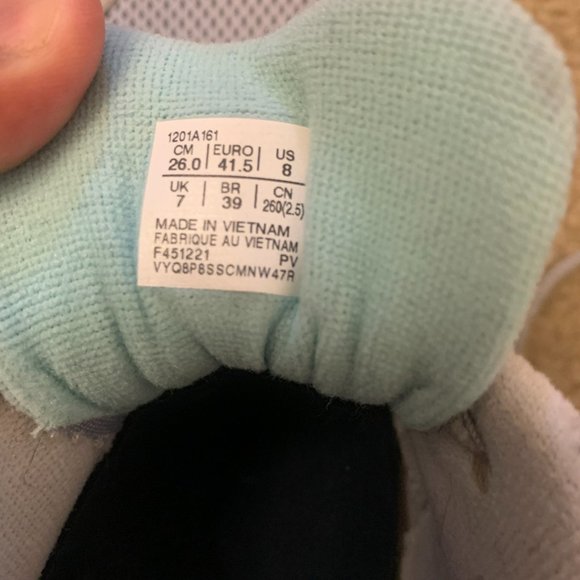 1201A161
CM EURO US
26.0 41.5 8
UK BR CN
7 39 260(2.5)
MADE IN VIETNAM
FABRIQUE AU VIETNAM
F451221 PV
VYQ8P8SSCMNW47R